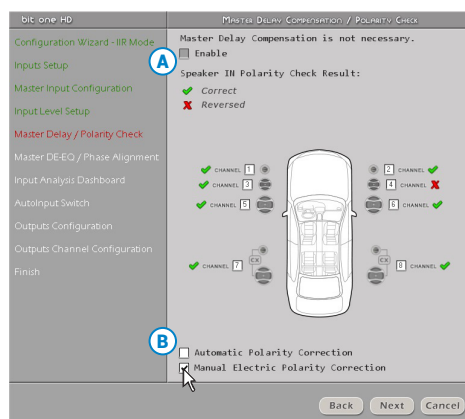 bit one HD
Master Delay Compensation / Polarity Check
Configuration Wizard - IIR Mode
Inputs Setup
Master Input Configuration
Input Level Setup
Master Delay / Polarity Check
Master DE-EQ / Phase Alignment
Input Analysis Dashboard
AutoInput Switch
Outputs Configuration
Outputs Channel Configuration
Finish
Master Delay Compensation is not necessary.
A
Enable
Speaker IN Polarity Check Result:
Correct
Reversed
CHANNEL 1
2 CHANNEL
CHANNEL 3
4 CHANNEL
CHANNEL 5
6 CHANNEL
CHANNEL 7
CX
CX
8 CHANNEL
B
Automatic Polarity Correction
Manual Electric Polarity Correction
Back
Next
Cancel